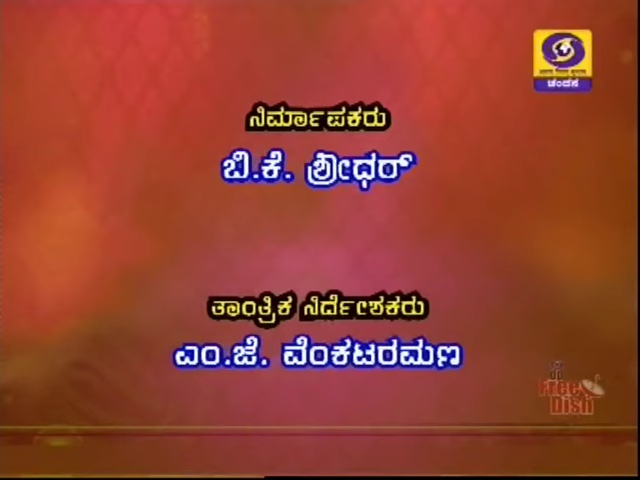 ಚಂದನ
ನಿರ್ಮಾಪಕರು
ಬಿ.ಕೆ. ಶ್ರೀಧರ್
ತಾಂತ್ರಿಕ ನಿರ್ದೇಶಕರು
ಎಂ.ಜೆ. ವೆಂಕಟರಮಣ
Free
Dish